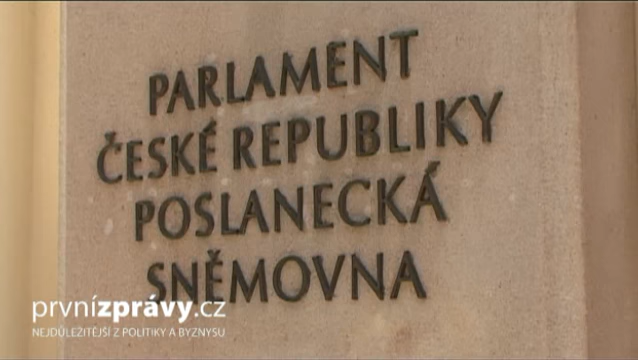 PARLAMENT
ČESKÉ REPUBLIKY
POSLANECKÁ
SNĚMOVNA
prvnízprávy.cz
NEJDŮLEŽITĚJŠÍ Z POLITIKY A BYZNYSU